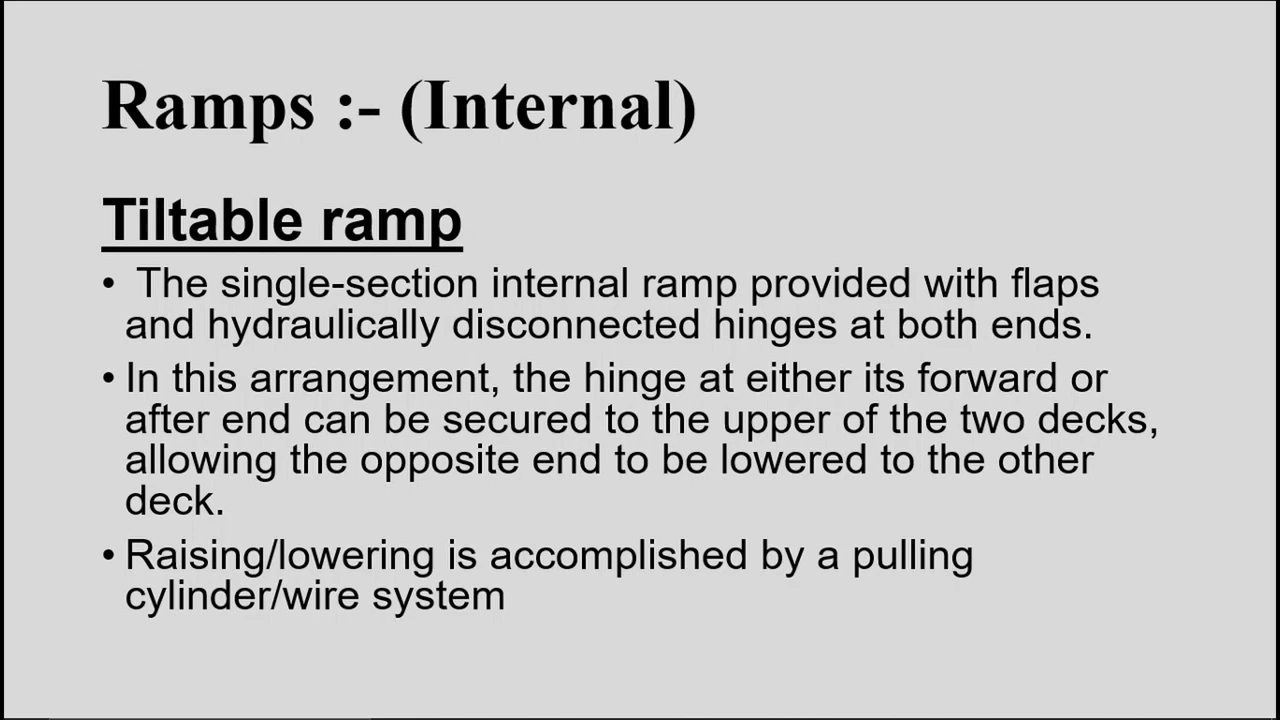 Ramps :- (Internal)
Tiltable ramp
• The single-section internal ramp provided with flaps
and hydraulically disconnected hinges at both ends.
• In this arrangement, the hinge at either its forward or
after end can be secured to the upper of the two decks,
allowing the opposite end to be lowered to the other
deck.
• Raising/lowering is accomplished by a pulling
cylinder/wire system